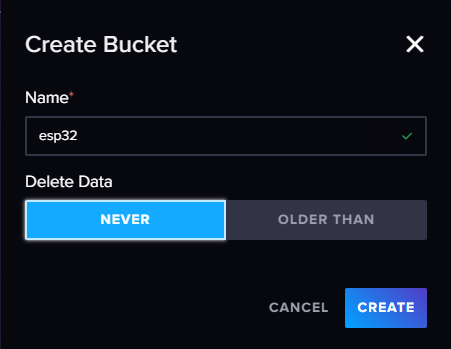 Create Bucket
Name*
esp32
Delete Data
NEVER OLDER THAN
CANCEL CREATE